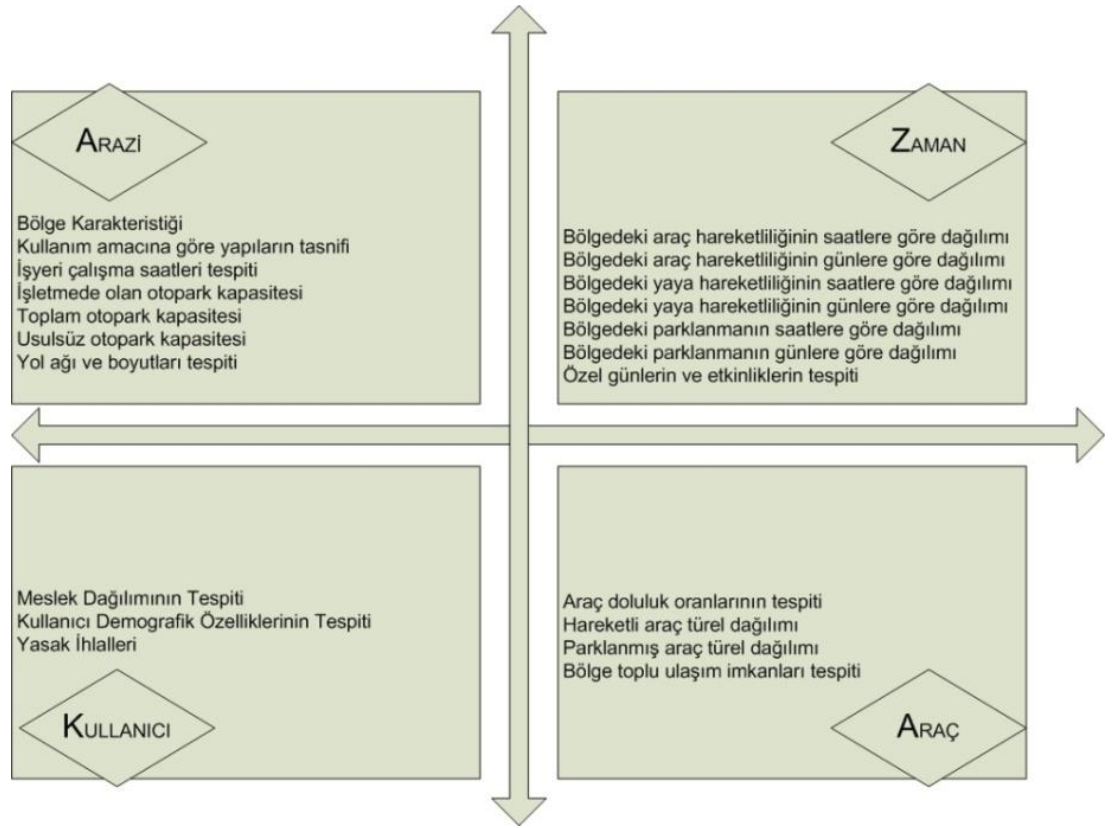 ARAZİ
Bölge Karakteristiği
Kullanım amacına göre yapıların tasnifi
İşyeri çalışma saatleri tespiti
İşletmede olan otopark kapasitesi
Toplam otopark kapasitesi
Usulsüz otopark kapasitesi
Yol ağı ve boyutları tespiti
ZAMAN
Bölgedeki araç hareketliliğinin saatlere göre dağılımı
Bölgedeki araç hareketliliğinin günlere göre dağılımı
Bölgedeki yaya hareketliliğinin saatlere göre dağılımı
Bölgedeki yaya hareketliliğinin günlere göre dağılımı
Bölgedeki parklanmanın saatlere göre dağılımı
Bölgedeki parklanmanın günlere göre dağılımı
Özel günlerin ve etkinliklerin tespiti
Meslek Dağılımının Tespiti
Kullanıcı Demografik Özelliklerinin Tespiti
Yasak İhlalleri
KULLANICI
Araç doluluk oranlarının tespiti
Hareketli araç türel dağılımı
Parklanmış araç türel dağılımı
Bölge toplu ulaşım imkanları tespiti
ARAÇ